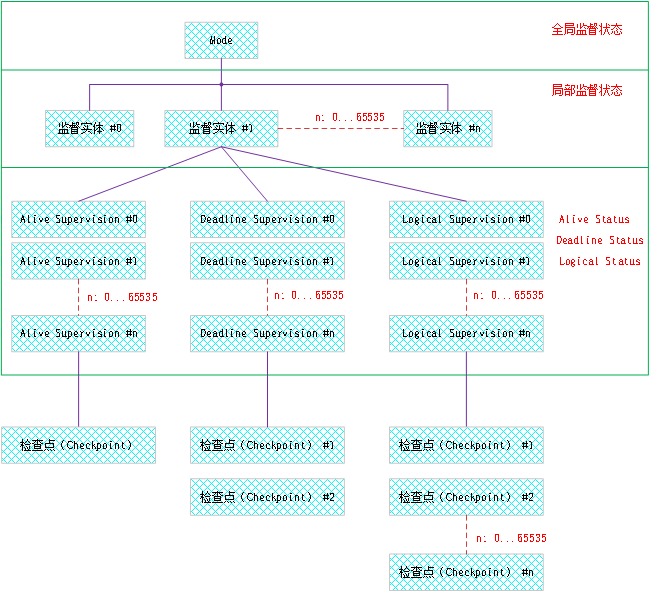 全局监督状态
Mode
局部监督状态
监督实体 #0
监督实体 #1
n: 0...65535
监督实体 #n
Alive Supervision #0
Deadline Supervision #0
Logical Supervision #0
Alive Status
Deadline Status
Alive Supervision #1
Deadline Supervision #1
Logical Supervision #1
Logical Status
n: 0...65535
n: 0...65535
n: 0...65535
Alive Supervision #n
Deadline Supervision #n
Logical Supervision #n
检查点（Checkpoint）
检查点（Checkpoint） #1
检查点（Checkpoint） #1
检查点（Checkpoint） #2
检查点（Checkpoint） #2
n: 0...65535
检查点（Checkpoint） #n